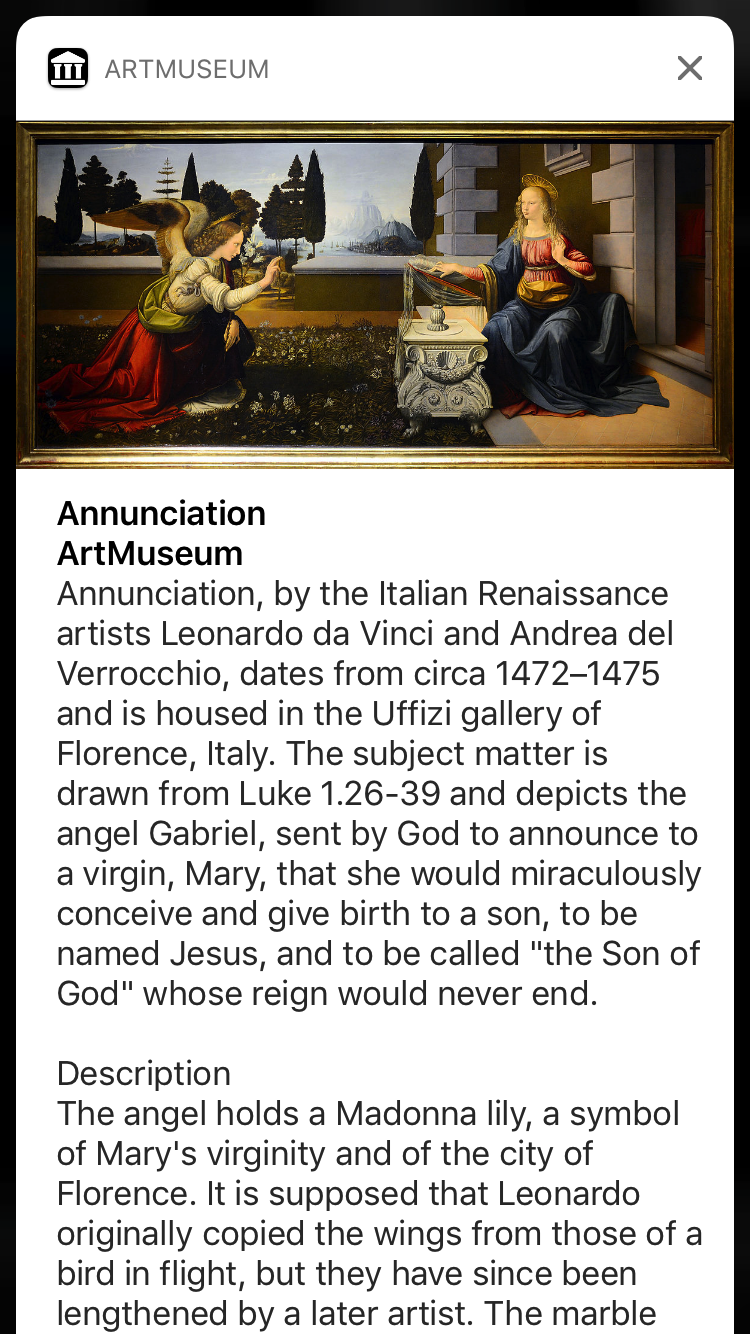 ARTMUSEUM
Annunciation
ArtMuseum
Annunciation, by the Italian Renaissance
artists Leonardo da Vinci and Andrea del
Verrocchio, dates from circa 1472–1475
and is housed in the Uffizi gallery of
Florence, Italy. The subject matter is
drawn from Luke 1.26-39 and depicts the
angel Gabriel, sent by God to announce to
a virgin, Mary, that she would miraculously
conceive and give birth to a son, to be
named Jesus, and to be called "the Son of
God" whose reign would never end.
Description
The angel holds a Madonna lily, a symbol
of Mary's virginity and of the city of
Florence. It is supposed that Leonardo
originally copied the wings from those of a
bird in flight, but they have since been
lengthened by a later artist. The marble